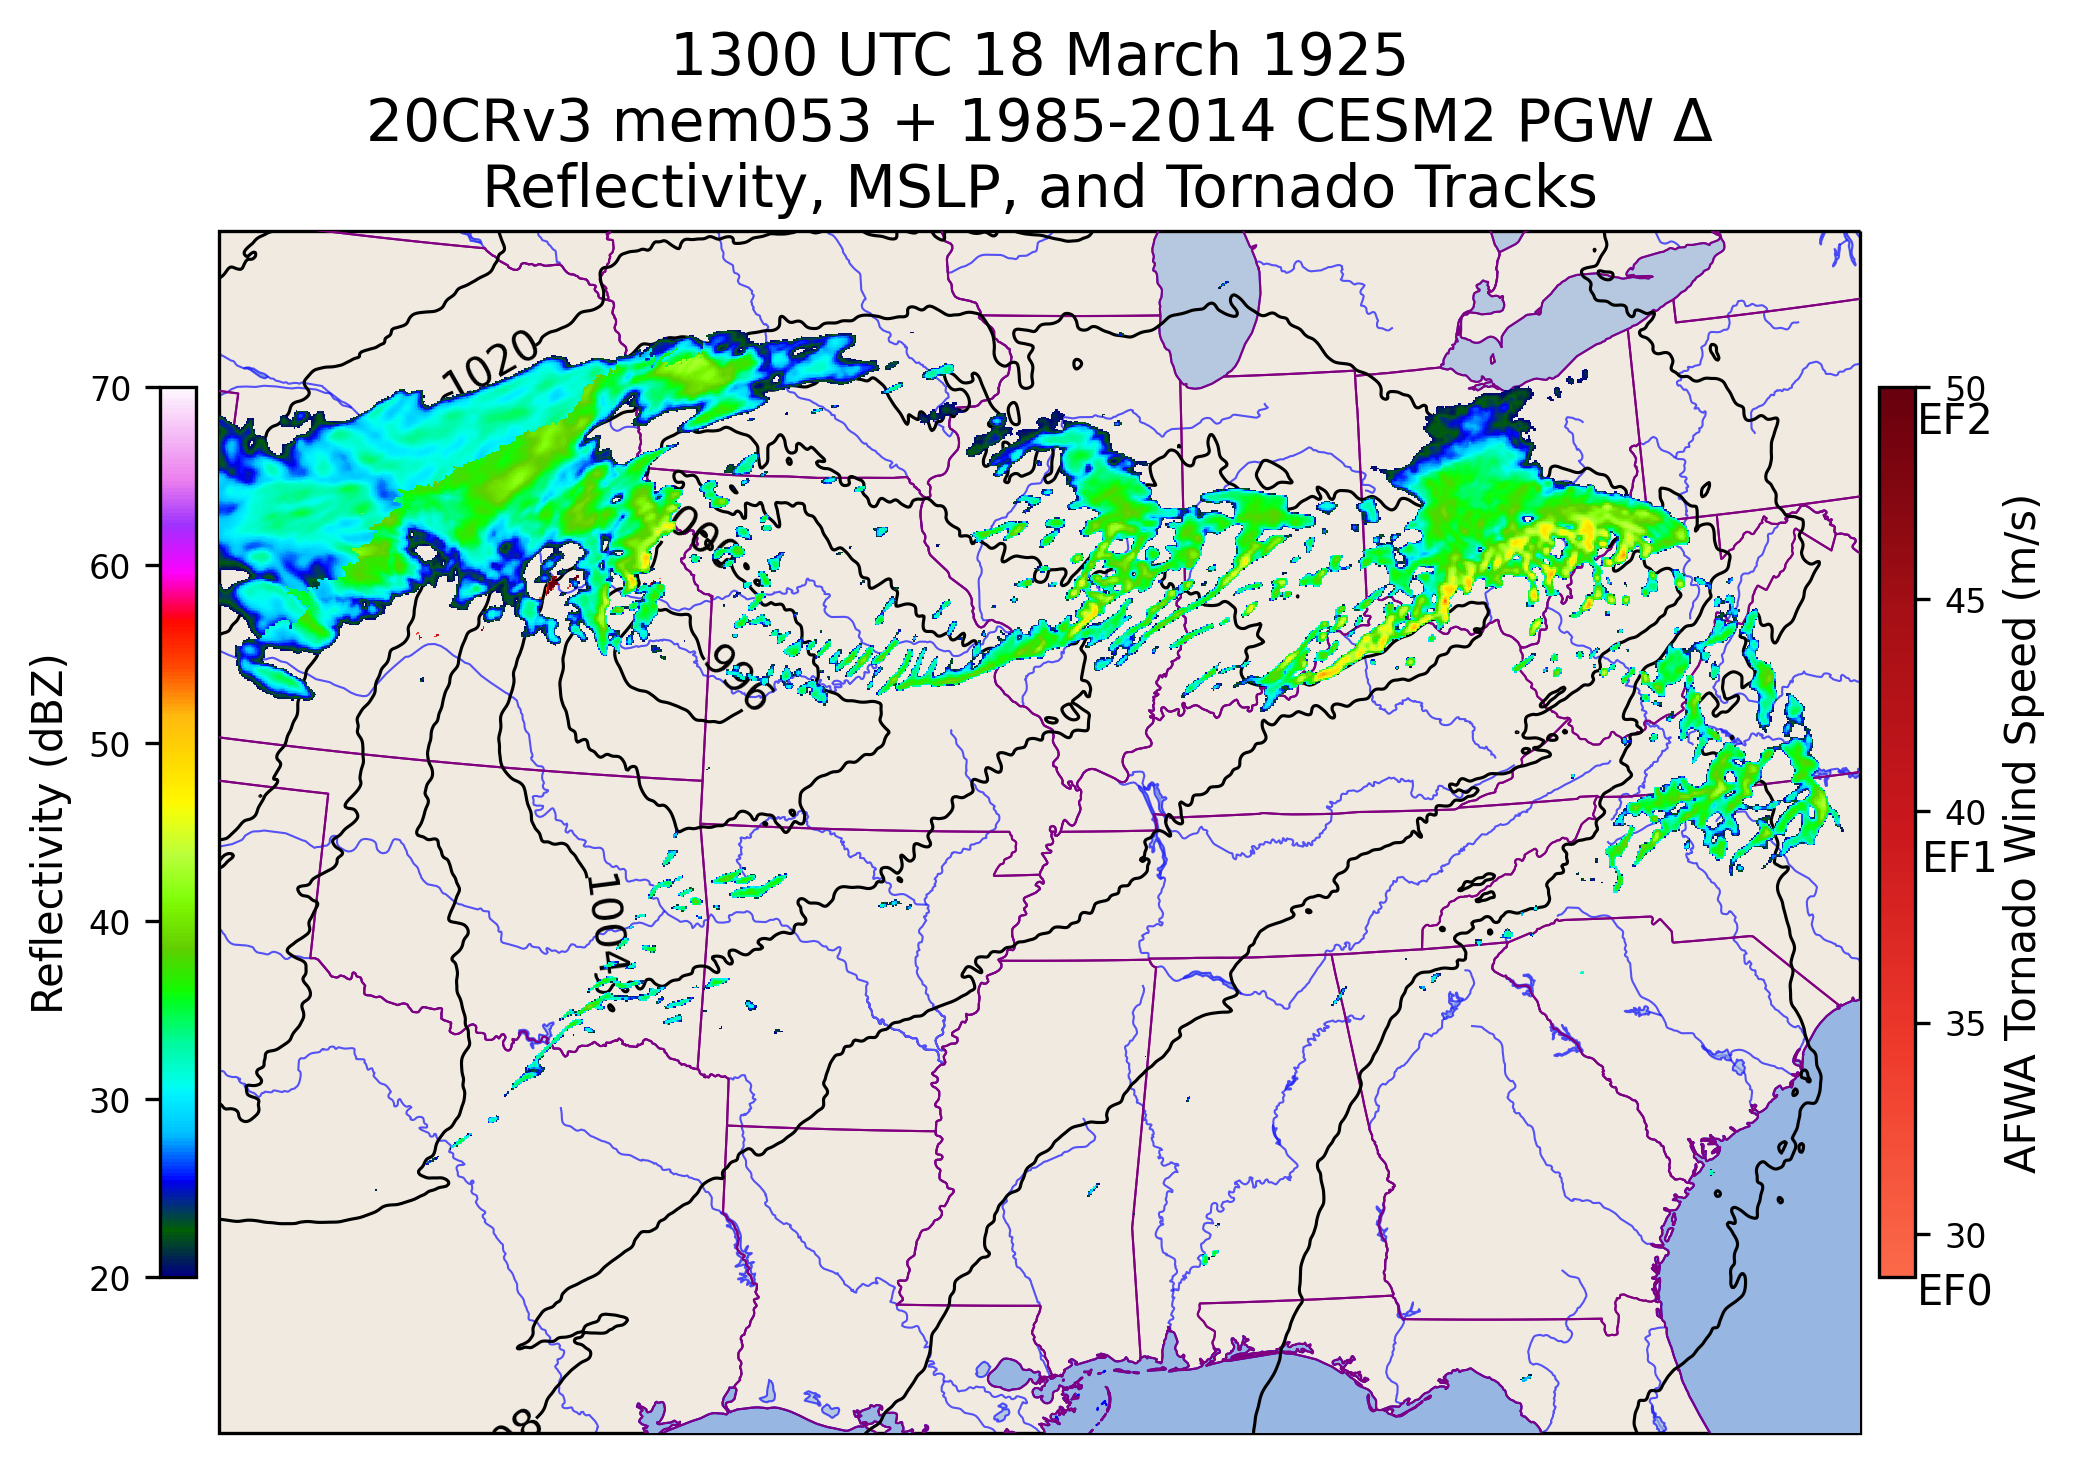 1300 UTC 18 March 1925
20CRv3 mem053 + 1985-2014 CESM2 PGW Δ
Reflectivity, MSLP, and Tornado Tracks
Reflectivity (dBZ)
70
60
50
40
30
20
1020
996
1004
50
EF2
45
40
EF1
35
30
EF0
AFWA Tornado Wind Speed (m/s)